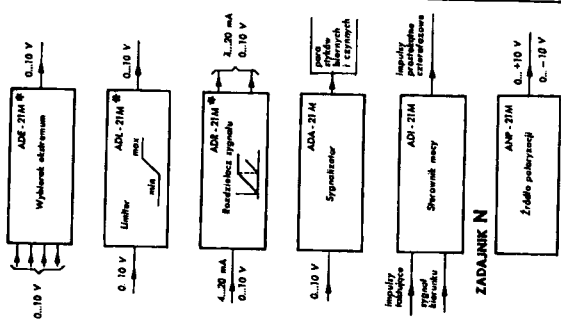 0...10 V
ADE - 21M *
Wybierak ekstremum
0...10 V
0...10 V
ADL - 21M *
Limiter
max
min
0...10 V
4...20 mA
0...10 V
ADR - 21M *
Rozdzielacz sygnału
4...20 mA
0...10 V
0...10 V
ADA - 21 M
Sygnalizator
para
styków
biernych
i czynnych
impulsy
taktujące
sygnał
kierunku
ADI - 21M
Sterownik mocy
impulsy
prostokątne
czterofazowe
ZADAJNIK N
ANP - 21M
Źródło polaryzacji
0...+10 V
0...-10 V